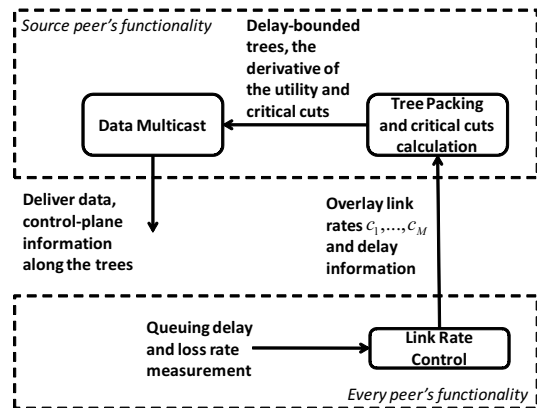 Source peer's functionality
Delay-bounded
trees, the
derivative of
the utility and
critical cuts
Data Multicast
Tree Packing
and critical cuts
calculation
Deliver data,
control-plane
information
along the trees
Overlay link
rates c₁,...,c_M
and delay
information
Queuing delay
and loss rate
measurement
Link Rate
Control
Every peer's functionality